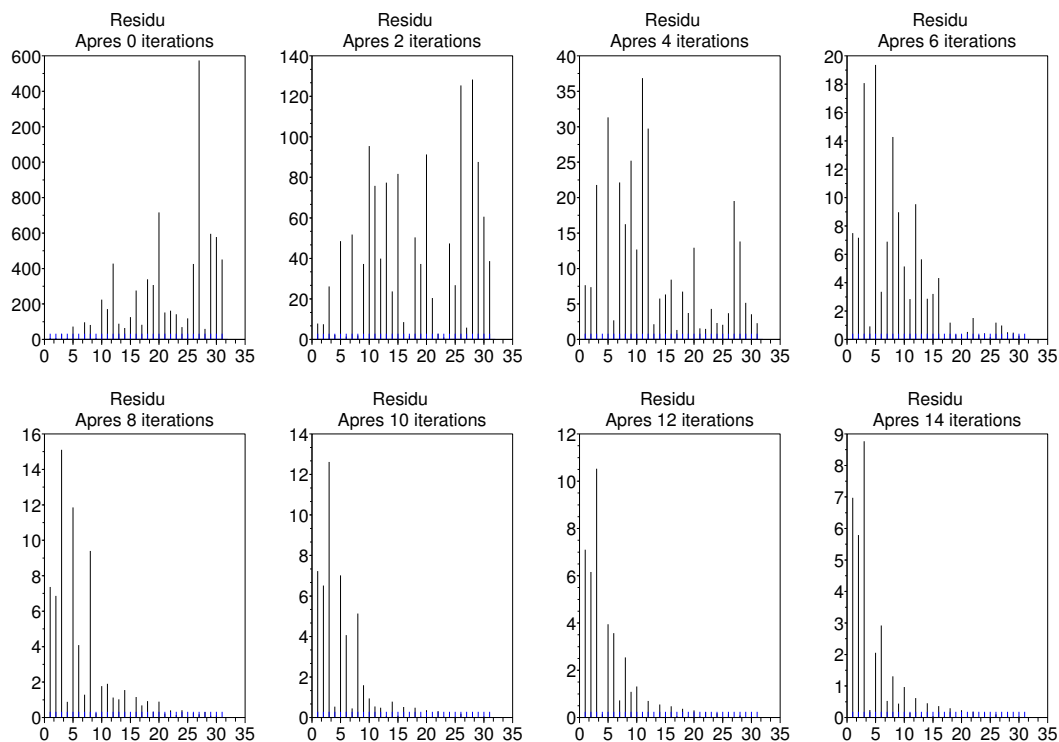 Residu
Apres 0 iterations
600
400
200
000
800
600
400
200
0
0 5 10 15 20 25 30 35
Residu
Apres 2 iterations
140
120
100
80
60
40
20
0
0 5 10 15 20 25 30 35
Residu
Apres 4 iterations
40
35
30
25
20
15
10
5
0
0 5 10 15 20 25 30 35
Residu
Apres 6 iterations
20
18
16
14
12
10
8
6
4
2
0
0 5 10 15 20 25 30 35
Residu
Apres 8 iterations
16
14
12
10
8
6
4
2
0
0 5 10 15 20 25 30 35
Residu
Apres 10 iterations
14
12
10
8
6
4
2
0
0 5 10 15 20 25 30 35
Residu
Apres 12 iterations
12
10
8
6
4
2
0
0 5 10 15 20 25 30 35
Residu
Apres 14 iterations
9
8
7
6
5
4
3
2
1
0
0 5 10 15 20 25 30 35